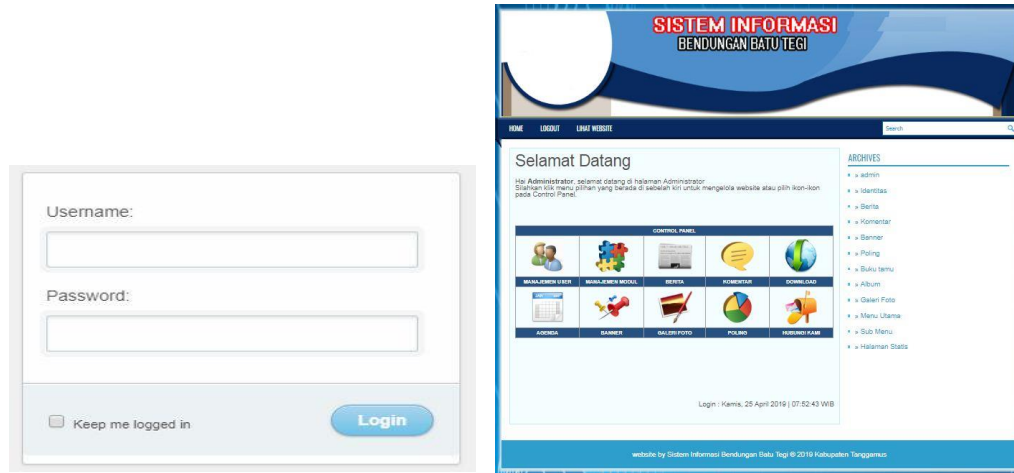 Username:
Password:
Keep me logged in
Login
SISTEM INFORMASI
BENDUNGAN BATU TEGI
HOME LOGOUT LIHAT WEBSITE
Search
Selamat Datang
Hai Administrator, selamat datang di halaman Administrator
Silahkan klik menu pilihan yang berada di sebelah kiri untuk mengelola website atau pilih ikon-ikon
pada Control Panel.
CONTROL PANEL
MANAJEMEN USER MANAJEMEN MODUL BERITA KOMENTAR DOWNLOAD
AGENDA BANNER GALERI FOTO POLING HUBUNGI KAMI
Login : Kamis, 25 April 2019 | 07:52:43 WIB
ARCHIVES
» admin
» Identitas
» Berita
» Komentar
» Banner
» Poling
» Buku tamu
» Album
» Galeri Foto
» Menu Utama
» Sub Menu
» Halaman Statis
website by Sistem Informasi Bendungan Batu Tegi © 2019 Kabupaten Tanggamus